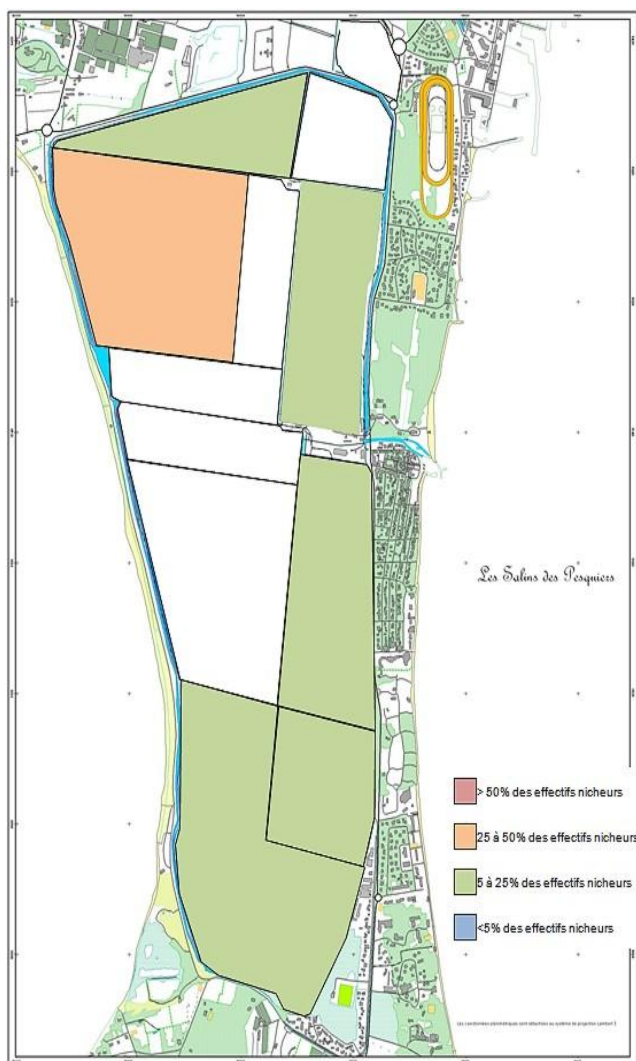 Les Salins des Pesquiers
> 50% des effectifs nicheurs
25 à 50% des effectifs nicheurs
5 à 25% des effectifs nicheurs
<5% des effectifs nicheurs